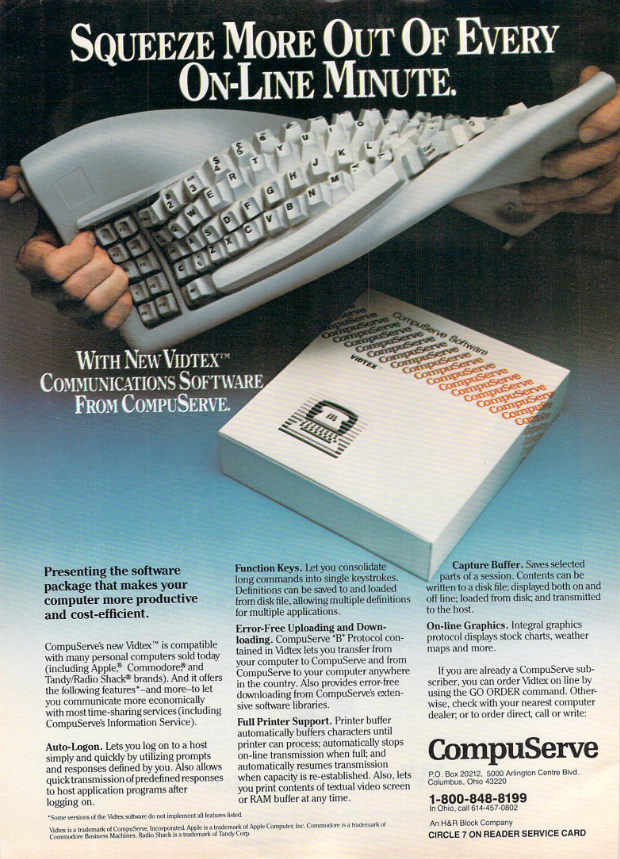 SQUEEZE MORE OUT OF EVERY
ON-LINE MINUTE.
WITH NEW VIDTEX™
COMMUNICATIONS SOFTWARE
FROM COMPUSERVE.
CompuServe Software
CompuServe
VIDTEX
Presenting the software
package that makes your
computer more productive
and cost-efficient.
CompuServe's new Vidtex™ is compatible
with many personal computers sold today
(including Apple,® Commodore,® and
Tandy/Radio Shack® brands). And it offers
the following features*–and more–to let
you communicate more economically
with most time-sharing services (including
CompuServe's Information Service).
Auto-Logon. Lets you log on to a host
simply and quickly by utilizing prompts
and responses defined by you. Also allows
quick transmission of predefined responses
to host application programs after
logging on.
Function Keys. Let you consolidate
long commands into single keystrokes.
Definitions can be saved to and loaded
from disk file, allowing multiple definitions
for multiple applications.
Error-Free Uploading and Down-
loading. CompuServe "B" Protocol con-
tained in Vidtex lets you transfer from
your computer to CompuServe and from
CompuServe to your computer anywhere
in the country. Also provides error-free
downloading from CompuServe's exten-
sive software libraries.
Full Printer Support. Printer buffer
automatically buffers characters until
printer can process; automatically stops
on-line transmission when full; and
automatically resumes transmission
when capacity is re-established. Also, lets
you print contents of textual video screen
or RAM buffer at any time.
Capture Buffer. Saves selected
parts of a session. Contents can be
written to a disk file; displayed both on and
off line; loaded from disk; and transmitted
to the host.
On-line Graphics. Integral graphics
protocol displays stock charts, weather
maps and more.
If you are already a CompuServe sub-
scriber, you can order Vidtex on line by
using the GO ORDER command. Other-
wise, check with your nearest computer
dealer; or to order direct, call or write:
CompuServe
P.O. Box 20212, 5000 Arlington Centre Blvd.
Columbus, Ohio 43220
1-800-848-8199
In Ohio, call 614-457-0802
An H&R Block Company
CIRCLE 7 ON READER SERVICE CARD
*Some versions of the Vidtex software do not implement all features listed.
Vidtex is a trademark of CompuServe, Incorporated. Apple is a trademark of Apple Computer, Inc. Commodore is a trademark of
Commodore Business Machines. Radio Shack is a trademark of Tandy Corp.